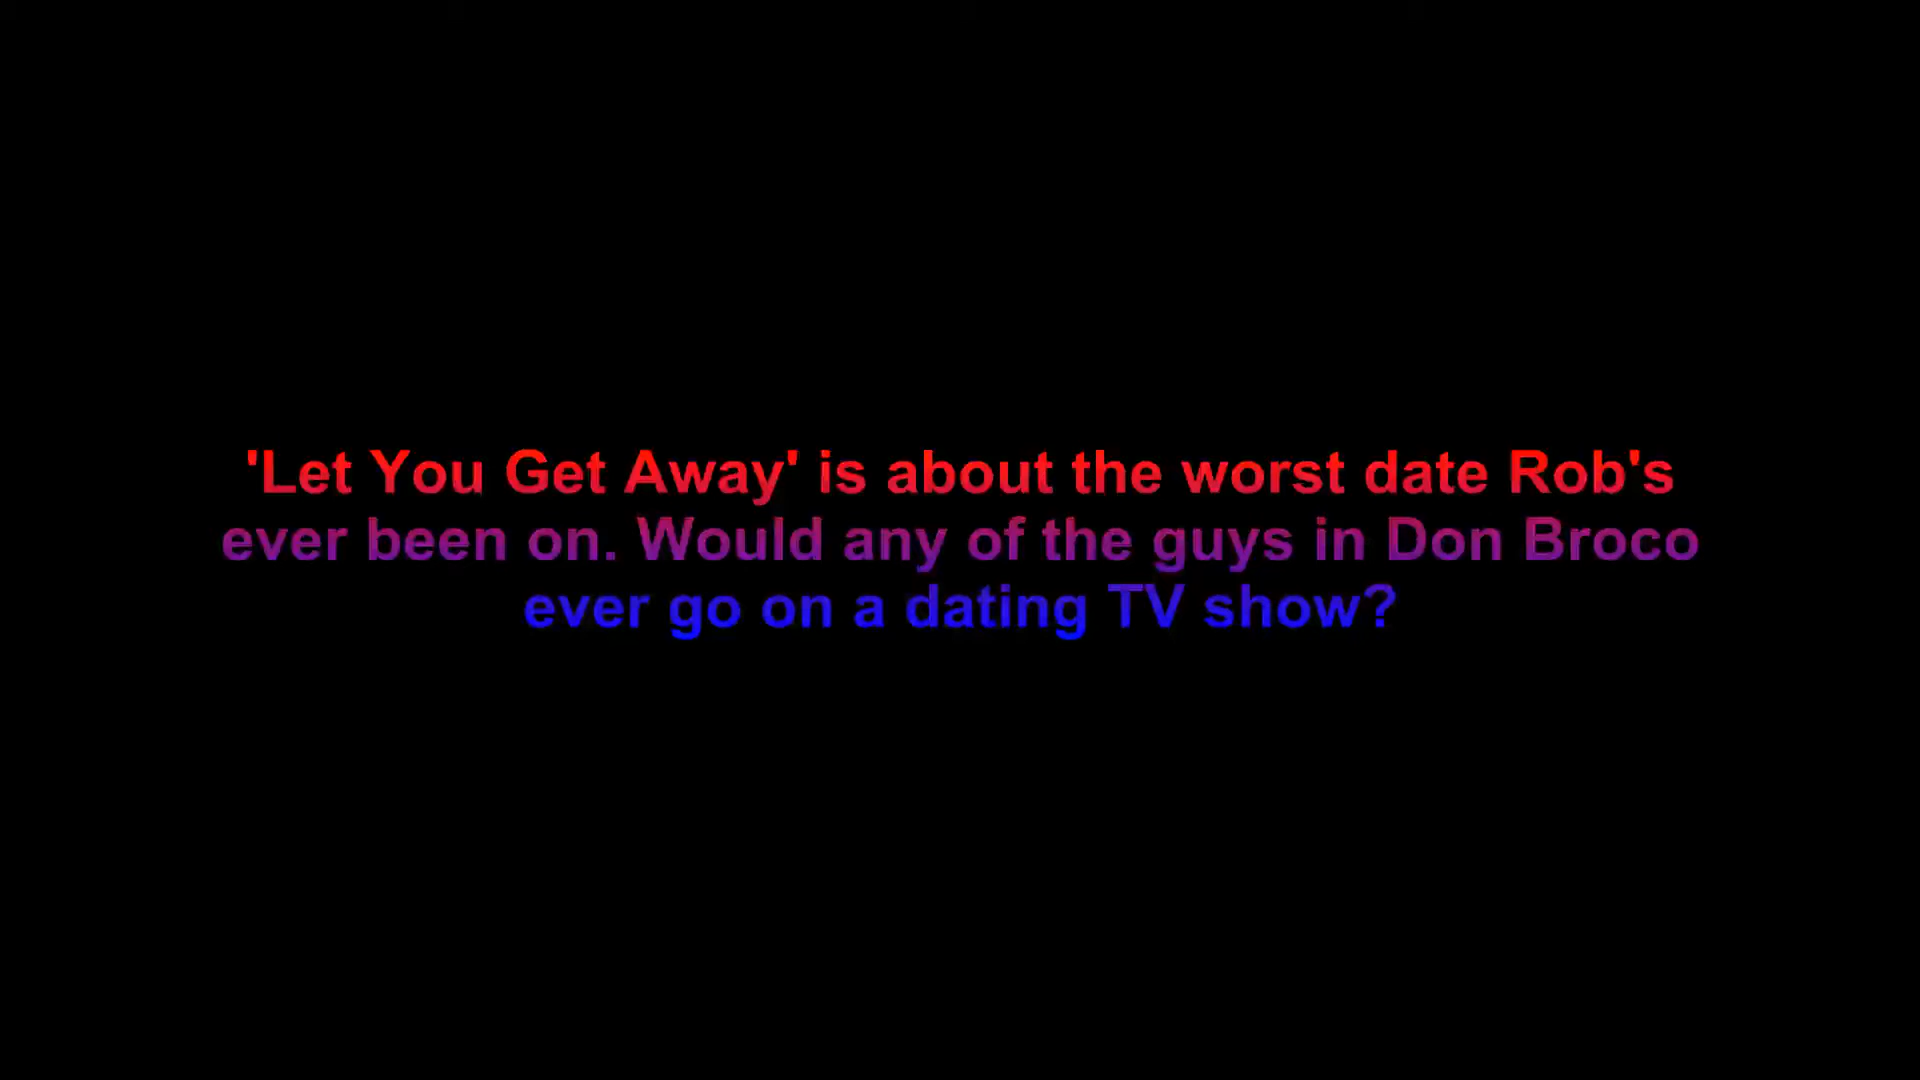 'Let You Get Away' is about the worst date Rob's
ever been on. Would any of the guys in Don Broco
ever go on a dating TV show?